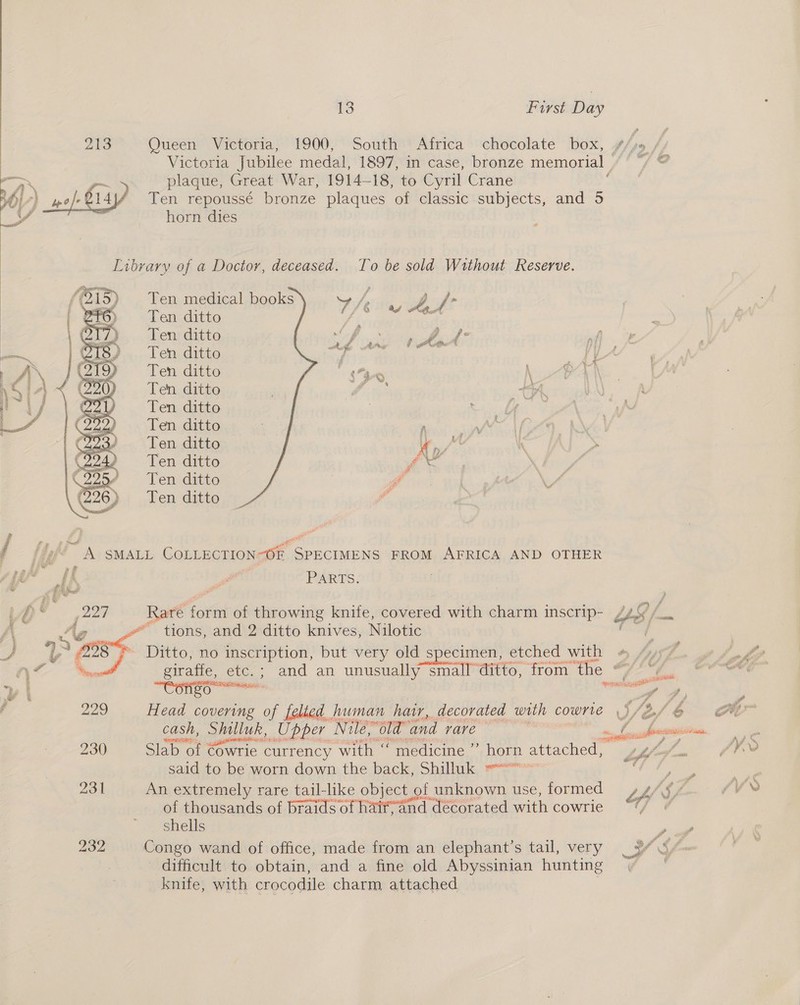 13 First Day
213 Queen Victoria, 1900, South Africa chocolate box,
Victoria Jubilee medal, 1897, in case, bronze memorial
plaque, Great War, 1914–18, to Cyril Crane
214 Ten repoussé bronze plaques of classic subjects, and 5
horn dies
Library of a Doctor, deceased. To be sold Without Reserve.
215) Ten medical books
216) Ten ditto
217) Ten ditto
218) Ten ditto
219) Ten ditto
220) Ten ditto
221) Ten ditto
222) Ten ditto
223) Ten ditto
224) Ten ditto
225) Ten ditto
226) Ten ditto
A SMALL COLLECTION OF SPECIMENS FROM AFRICA AND OTHER
PARTS.
227 Rare form of throwing knife, covered with charm inscrip-
tions, and 2 ditto knives, Nilotic
228 Ditto, no inscription, but very old specimen, etched with
giraffe, etc.; and an unusually small ditto, from the
Congo
229 Head covering of felted human hair, decorated with cowrie
cash, Shilluk, Upper Nile, old and rare
230 Slab of cowrie currency with “ medicine ” horn attached,
said to be worn down the back, Shilluk
231 An extremely rare tail-like object of unknown use, formed
of thousands of braids of hair, and decorated with cowrie
shells
232 Congo wand of office, made from an elephant’s tail, very
difficult to obtain, and a fine old Abyssinian hunting
knife, with crocodile charm attached